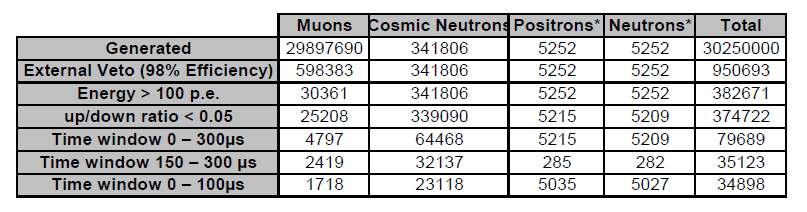 Muons Cosmic Neutrons Positrons* Neutrons* Total
Generated 29897690 341806 5252 5252 30250000
External Veto (98% Efficiency) 598383 341806 5252 5252 950693
Energy > 100 p.e. 30361 341806 5252 5252 382671
up/down ratio < 0.05 25208 339090 5215 5209 374722
Time window 0 – 300µs 4797 64468 5215 5209 79689
Time window 150 – 300 µs 2419 32137 285 282 35123
Time window 0 – 100µs 1718 23118 5035 5027 34898